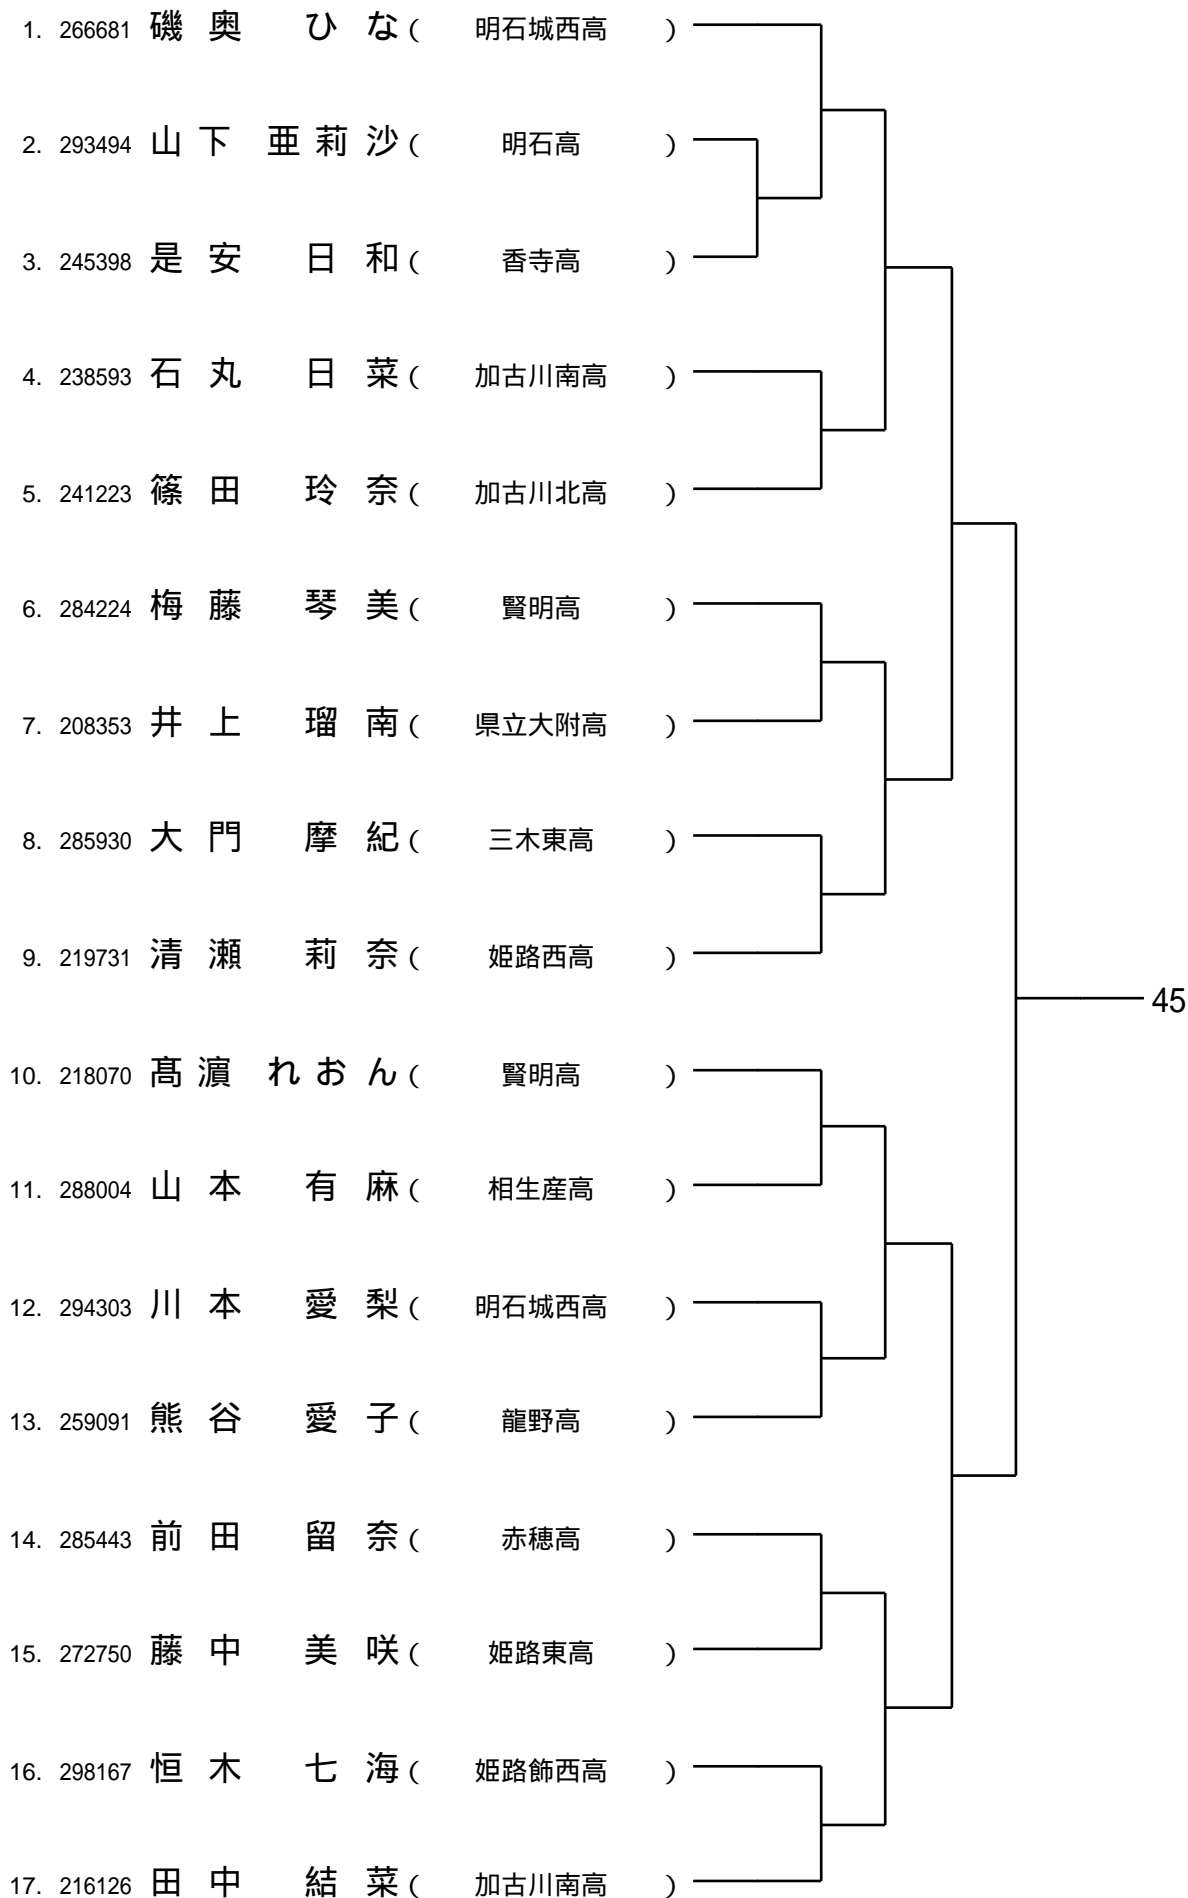 1. 266681 磯奥 ひな( 明石城西高 )
2. 293494 山下 亜莉沙( 明石高 )
3. 245398 是安 日和( 香寺高 )
4. 238593 石丸 日菜( 加古川南高 )
5. 241223 篠田 玲奈( 加古川北高 )
6. 284224 梅藤 琴美( 賢明高 )
7. 208353 井上 瑠南( 県立大附高 )
8. 285930 大門 摩紀( 三木東高 )
9. 219731 清瀬 莉奈( 姫路西高 )
45
10. 218070 髙濵 れおん( 賢明高 )
11. 288004 山本 有麻( 相生産高 )
12. 294303 川本 愛梨( 明石城西高 )
13. 259091 熊谷 愛子( 龍野高 )
14. 285443 前田 留奈( 赤穂高 )
15. 272750 藤中 美咲( 姫路東高 )
16. 298167 恒木 七海( 姫路飾西高 )
17. 216126 田中 結菜( 加古川南高 )